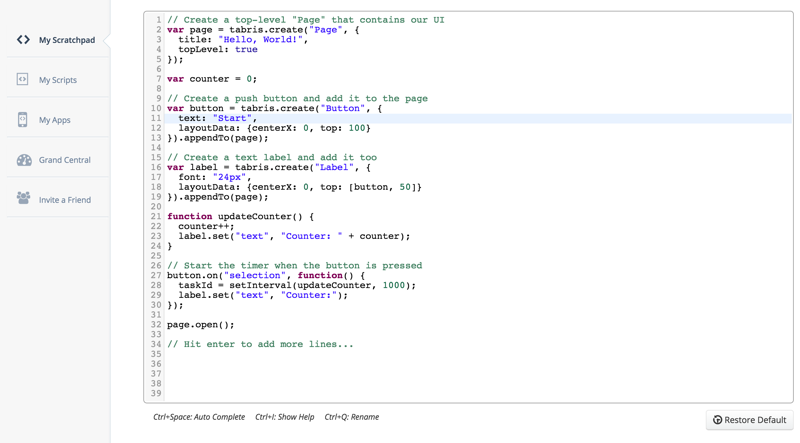 My Scratchpad
My Scripts
My Apps
Grand Central
Invite a Friend
1 // Create a top-level "Page" that contains our UI
2 var page = tabris.create("Page", {
3   title: "Hello, World!",
4   topLevel: true
5 });
6
7 var counter = 0;
8
9 // Create a push button and add it to the page
10 var button = tabris.create("Button", {
11   text: "Start",
12   layoutData: {centerX: 0, top: 100}
13 }).appendTo(page);
14
15 // Create a text label and add it too
16 var label = tabris.create("Label", {
17   font: "24px",
18   layoutData: {centerX: 0, top: [button, 50]}
19 }).appendTo(page);
20
21 function updateCounter() {
22   counter++;
23   label.set("text", "Counter: " + counter);
24 }
25
26 // Start the timer when the button is pressed
27 button.on("selection", function() {
28   taskId = setInterval(updateCounter, 1000);
29   label.set("text", "Counter:");
30 });
31
32 page.open();
33
34 // Hit enter to add more lines...
35
36
37
38
39
Ctrl+Space: Auto Complete Ctrl+I: Show Help Ctrl+Q: Rename
Restore Default